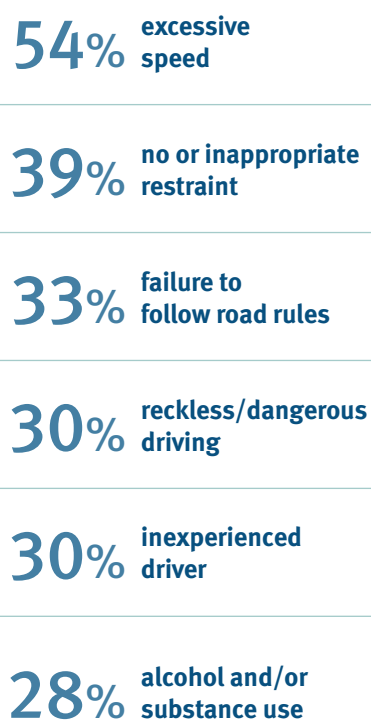 54% excessive
speed
39% no or inappropriate
restraint
33% failure to
follow road rules
30% reckless/dangerous
driving
30% inexperienced
driver
28% alcohol and/or
substance use